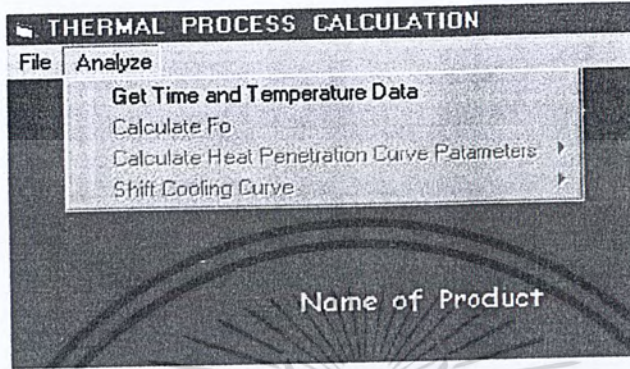 THERMAL PROCESS CALCULATION
File Analyze
Get Time and Temperature Data
Calculate Fo
Calculate Heat Penetration Curve Patameters
Shift Cooling Curve
Name of Product